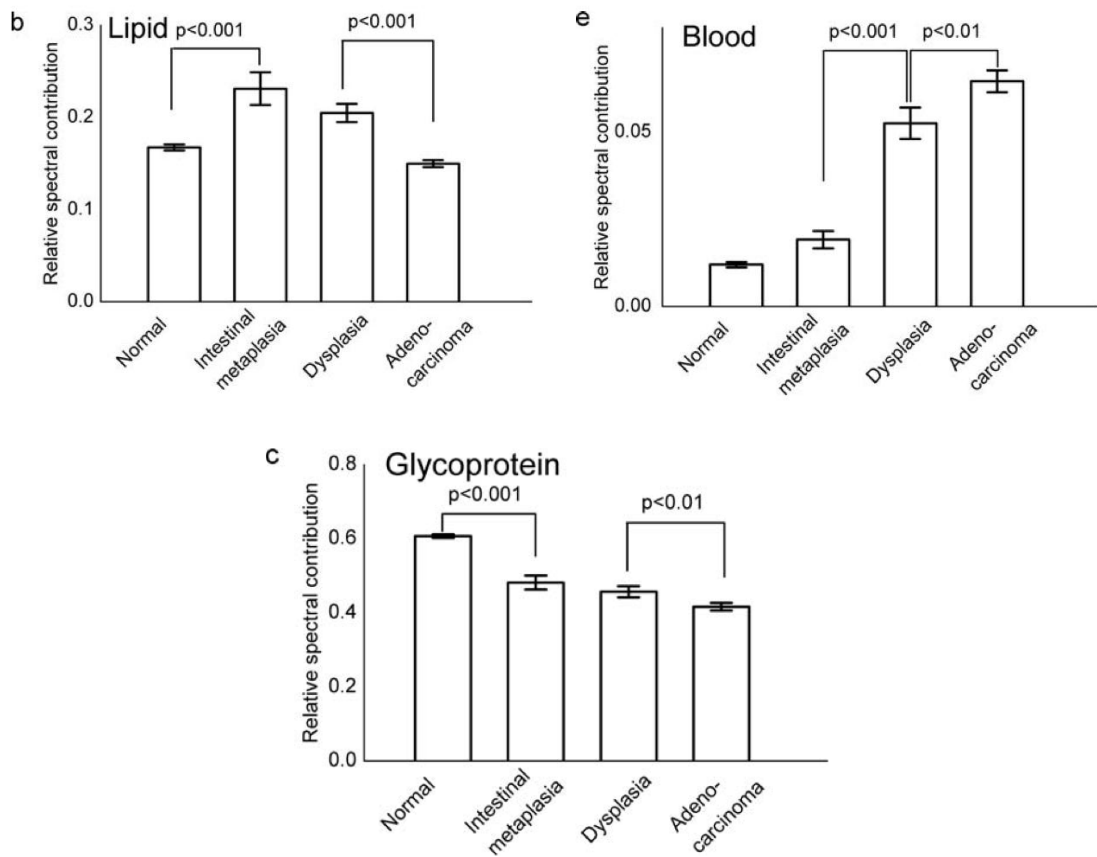 b
Lipid
p<0.001
p<0.001
Relative spectral contribution
0.3
0.2
0.1
0.0
Normal
Intestinal
metaplasia
Dysplasia
Adeno-
carcinoma
e
Blood
p<0.001
p<0.01
Relative spectral contribution
0.05
0.00
Normal
Intestinal
metaplasia
Dysplasia
Adeno-
carcinoma
c
Glycoprotein
p<0.001
p<0.01
Relative spectral contribution
0.8
0.6
0.4
0.2
0.0
Normal
Intestinal
metaplasia
Dysplasia
Adeno-
carcinoma